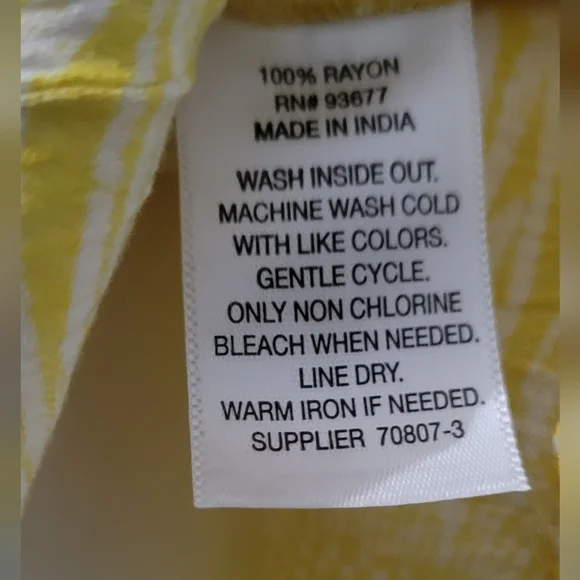 100% RAYON
RN# 93677
MADE IN INDIA
WASH INSIDE OUT.
MACHINE WASH COLD
WITH LIKE COLORS.
GENTLE CYCLE.
ONLY NON CHLORINE
BLEACH WHEN NEEDED.
LINE DRY.
WARM IRON IF NEEDED.
SUPPLIER 70807-3